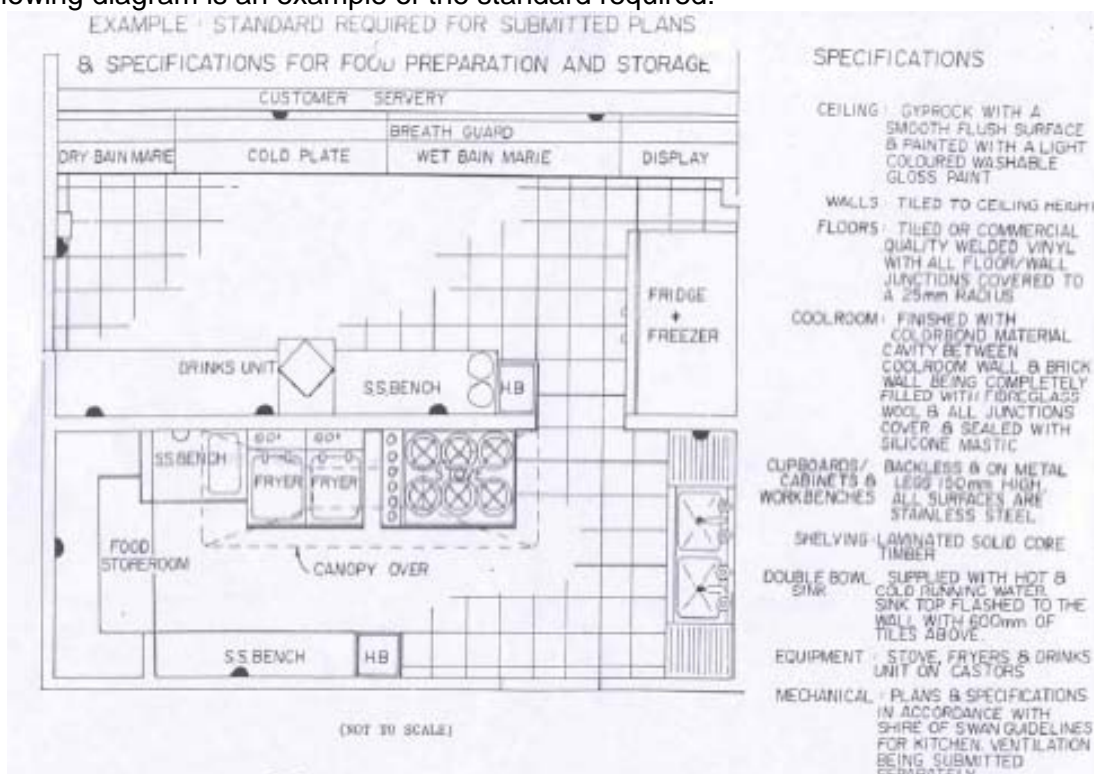 lowing diagram is an example of the standard required.
EXAMPLE : STANDARD REQUIRED FOR SUBMITTED PLANS
& SPECIFICATIONS FOR FOOD PREPARATION AND STORAGE
CUSTOMER SERVERY
BREATH GUARD
DRY BAIN MARIE
COLD PLATE
WET BAIN MARIE
DISPLAY
FRIDGE
+
FREEZER
DRINKS UNIT
S.S.BENCH
H.B
S.S.BENCH
FRYER
FRYER
FOOD
STOREROOM
CANOPY OVER
S.S.BENCH
H.B
(NOT TO SCALE)
SPECIFICATIONS
CEILING : GYPROCK WITH A
SMOOTH FLUSH SURFACE
& PAINTED WITH A LIGHT
COLOURED WASHABLE
GLOSS PAINT
WALLS : TILED TO CEILING HEIGHT
FLOORS : TILED OR COMMERCIAL
QUALITY WELDED VINYL
WITH ALL FLOOR/WALL
JUNCTIONS COVERED TO
A 25mm RADIUS
COOLROOM : FINISHED WITH
COLORBOND MATERIAL
CAVITY BETWEEN
COOLROOM WALL & BRICK
WALL BEING COMPLETELY
FILLED WITH FIBREGLASS
WOOL & ALL JUNCTIONS
COVER & SEALED WITH
SILICONE MASTIC
CUPBOARDS/ : BACKLESS & ON METAL
CABINETS & LEGS 150mm HIGH
WORKBENCHES ALL SURFACES ARE
STAINLESS STEEL
SHELVING : LAMINATED SOLID CORE
TIMBER
DOUBLE BOWL SUPPLIED WITH HOT &
SINK COLD RUNNING WATER.
SINK TOP FLASHED TO THE
WALL WITH 600mm OF
TILES ABOVE.
EQUIPMENT : STOVE, FRYERS & DRINKS
UNIT ON CASTORS
MECHANICAL : PLANS & SPECIFICATIONS
IN ACCORDANCE WITH
SHIRE OF SWAN GUIDELINES
FOR KITCHEN VENTILATION
BEING SUBMITTED
SEPARATELY